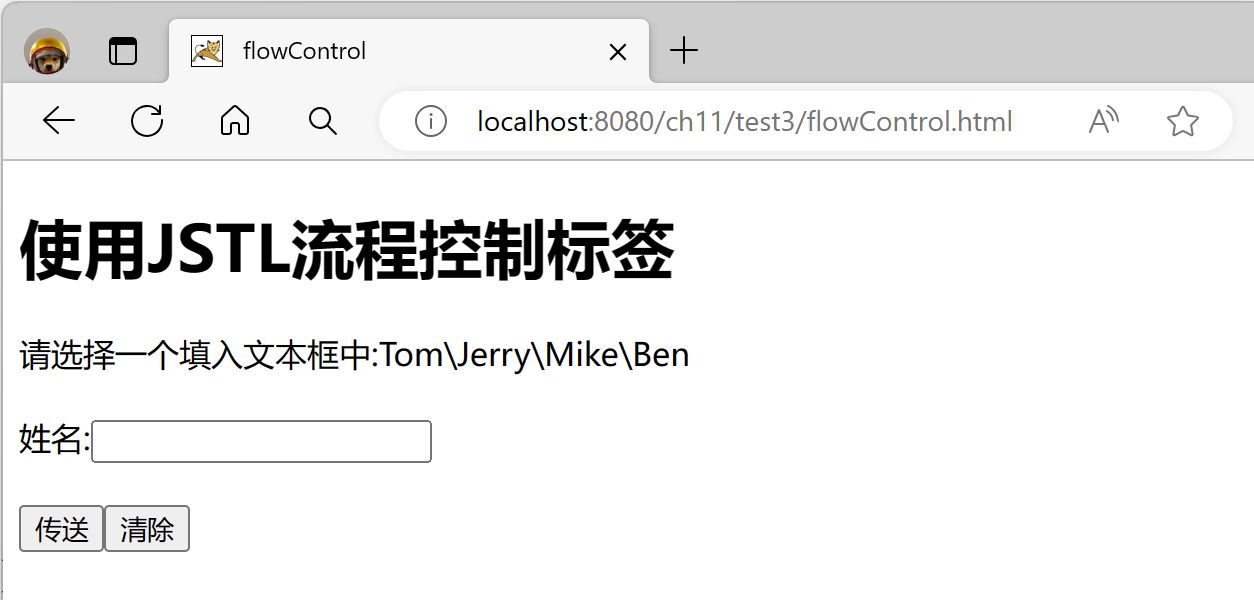 flowControl
localhost:8080/ch11/test3/flowControl.html
使用JSTL流程控制标签
请选择一个填入文本框中:Tom\Jerry\Mike\Ben
姓名:
传送 清除